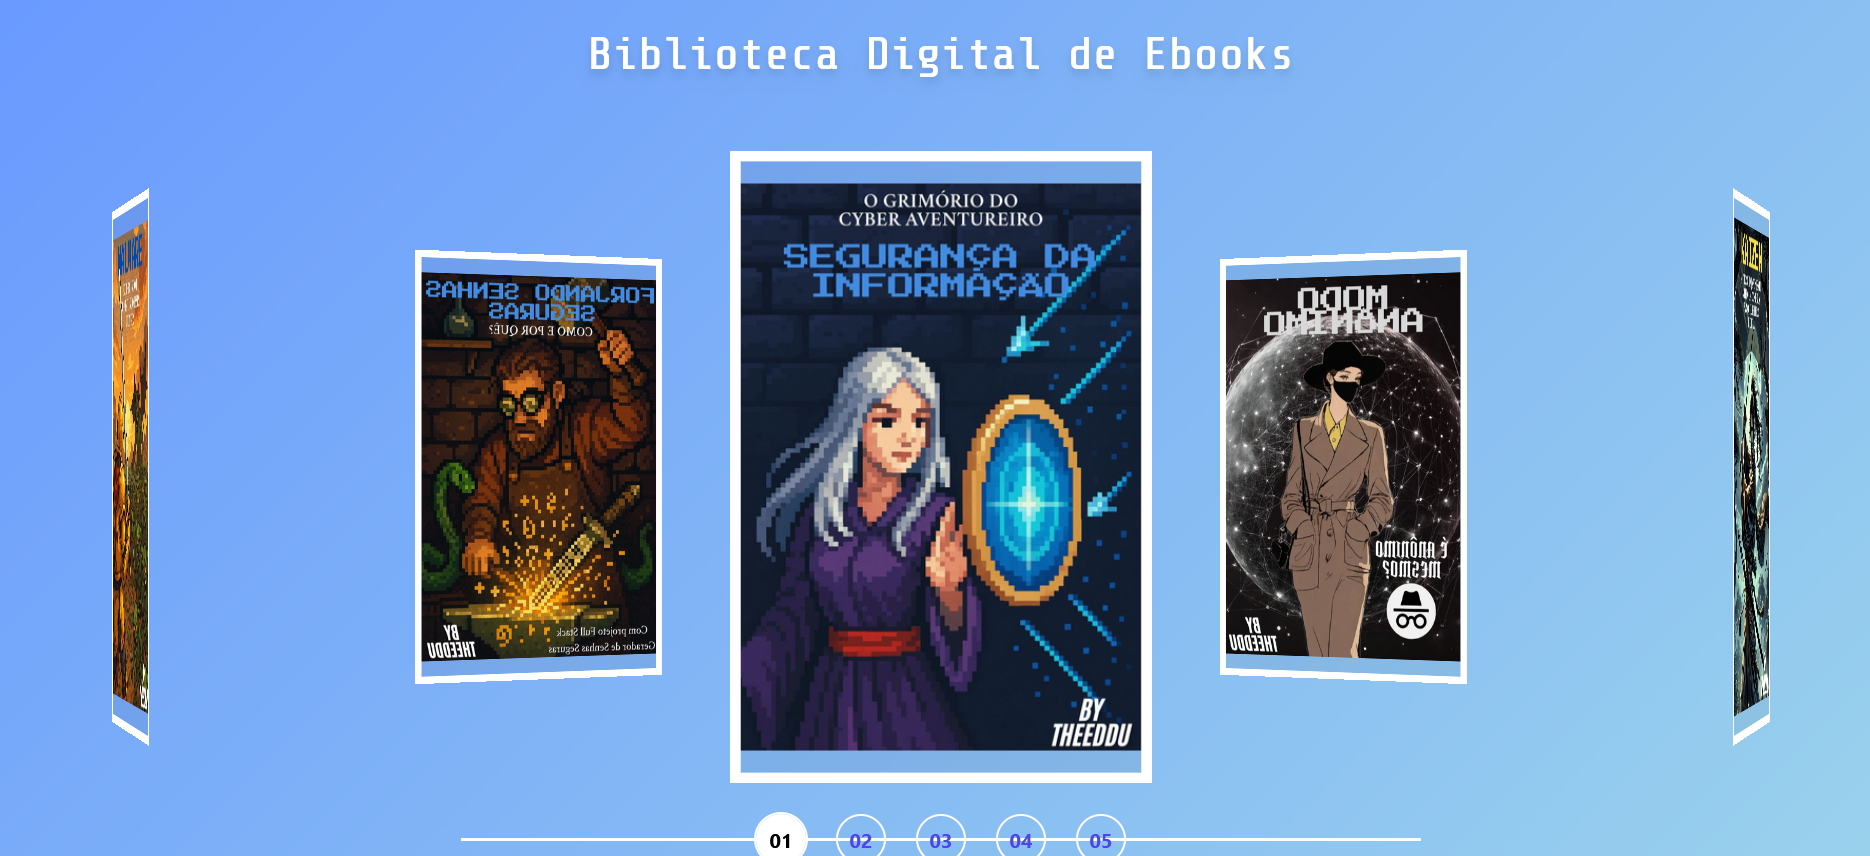 Biblioteca Digital de Ebooks
O GRIMÓRIO DO
CYBER AVENTUREIRO
SEGURANÇA DA
INFORMAÇÃO
BY
THEEDDU
FORJANDO SENHAS
SEGURAS
COMO E POR QUÊ?
BY
THEEDDU
Com projeto Full Stack
Gerador de Senhas Seguras
MODO
ANÔNIMO
É ANÔNIMO
MESMO?
BY
THEEDDU
MALWARE
01
02
03
04
05